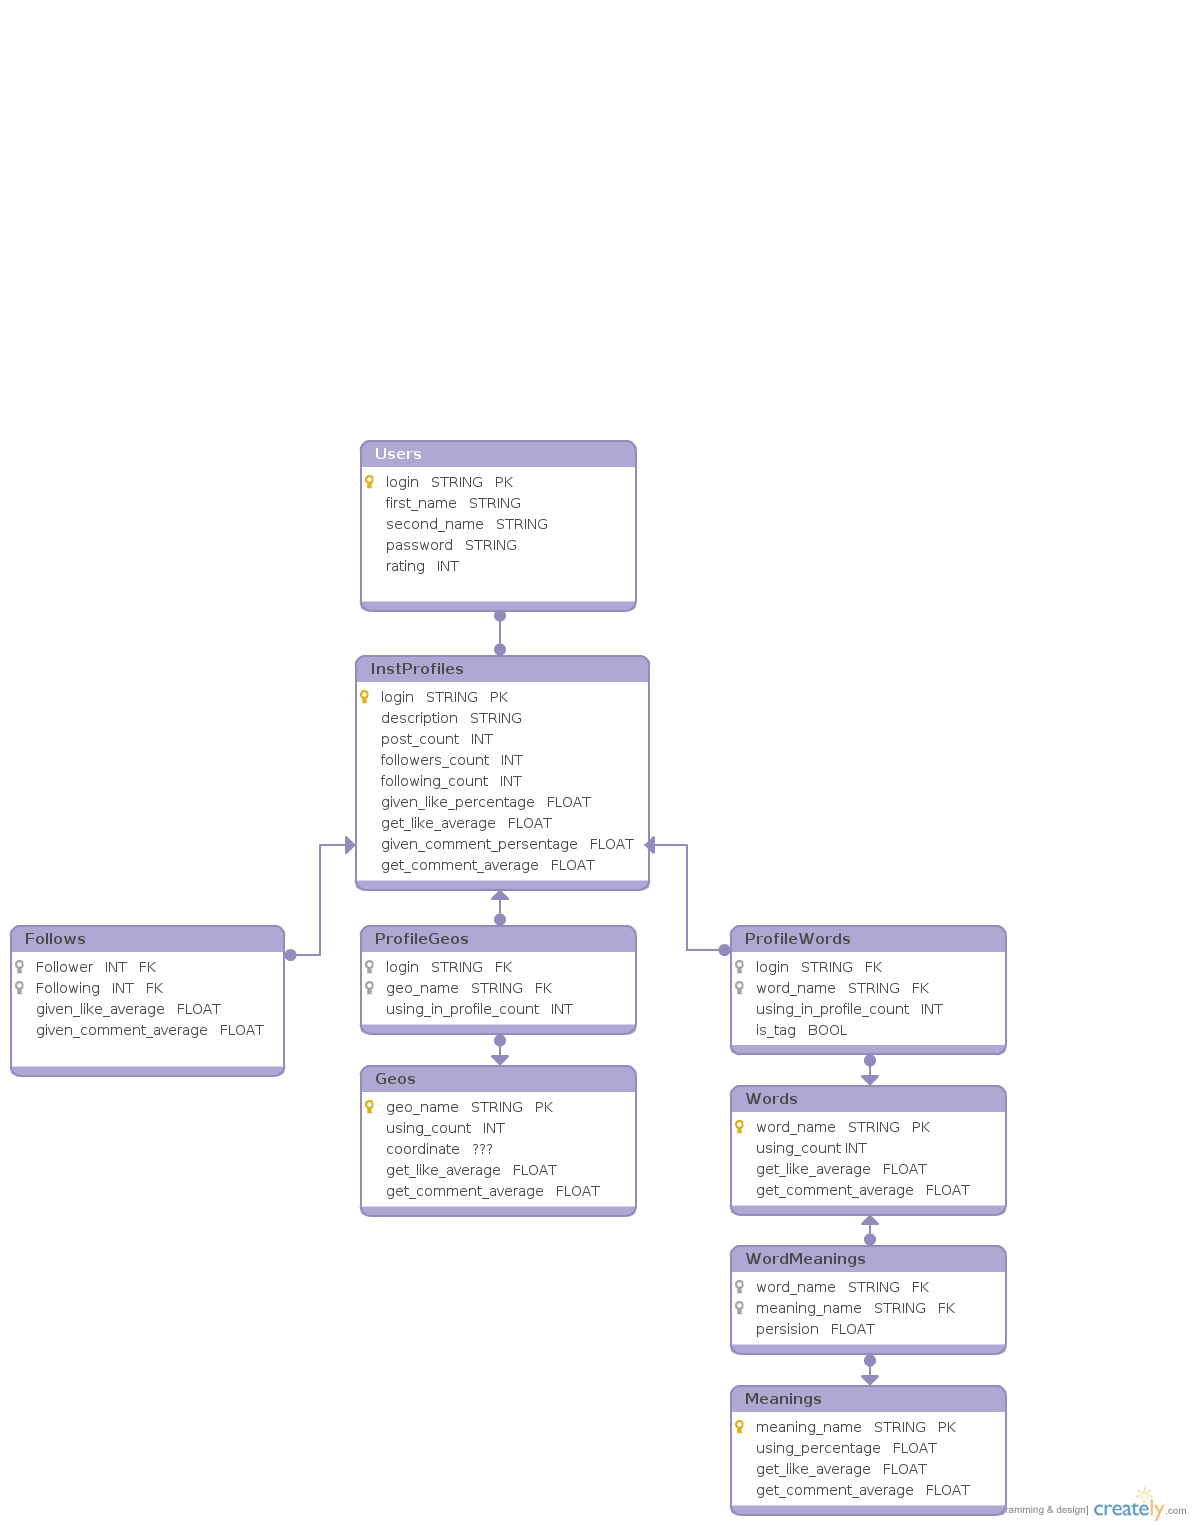 Users
login STRING PK
first_name STRING
second_name STRING
password STRING
rating INT
InstProfiles
login STRING PK
description STRING
post_count INT
followers_count INT
following_count INT
given_like_percentage FLOAT
get_like_average FLOAT
given_comment_persentage FLOAT
get_comment_average FLOAT
Follows
Follower INT FK
Following INT FK
given_like_average FLOAT
given_comment_average FLOAT
ProfileGeos
login STRING FK
geo_name STRING FK
using_in_profile_count INT
ProfileWords
login STRING FK
word_name STRING FK
using_in_profile_count INT
is_tag BOOL
Geos
geo_name STRING PK
using_count INT
coordinate ???
get_like_average FLOAT
get_comment_average FLOAT
Words
word_name STRING PK
using_count INT
get_like_average FLOAT
get_comment_average FLOAT
WordMeanings
word_name STRING FK
meaning_name STRING FK
persision FLOAT
Meanings
meaning_name STRING PK
using_percentage FLOAT
get_like_average FLOAT
get_comment_average FLOAT
& design] creately.com